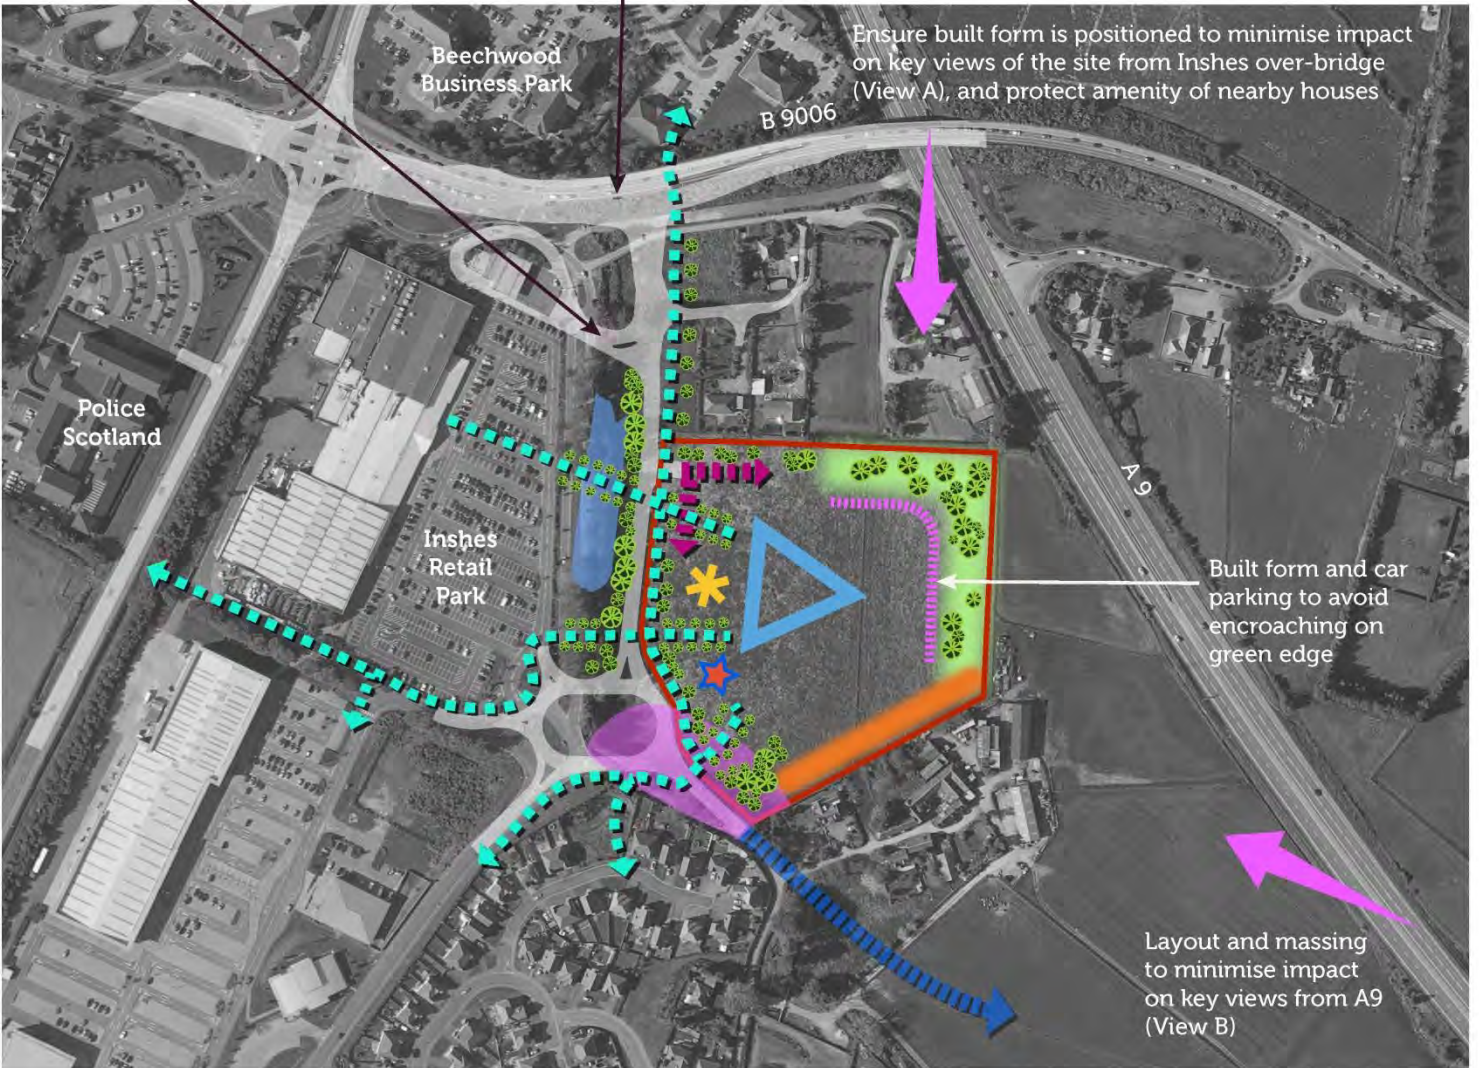 Ensure built form is positioned to minimise impact
on key views of the site from Inshes over-bridge
(View A), and protect amenity of nearby houses
Beechwood
Business Park
B 9006
Police
Scotland
A 9
Inshes
Retail
Park
Built form and car
parking to avoid
encroaching on
green edge
Layout and massing
to minimise impact
on key views from A9
(View B)